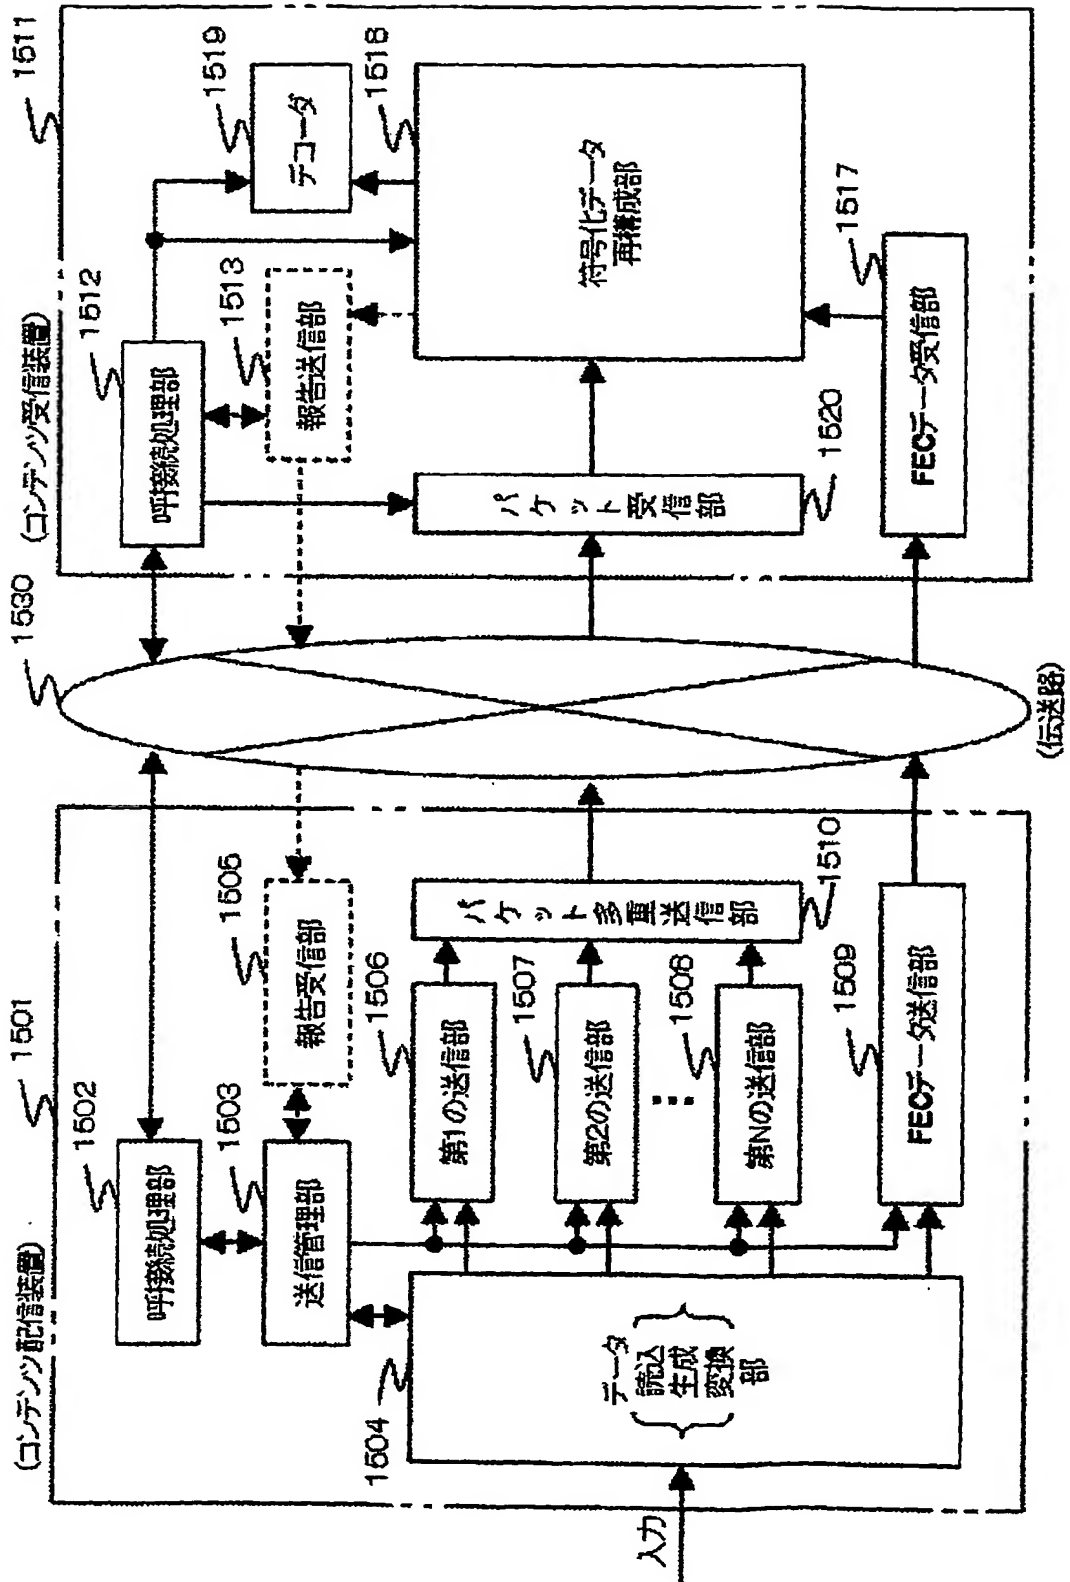 (コンテンツ配信装置)
1501
1502
呼接続処理部
1503
送信管理部
1505
報告受信部
1504
データ
読込
生成
変換
部
入力
1506
第1の送信部
1507
第2の送信部
1508
第Nの送信部
1509
FECデータ送信部
1510
パケット多重送信部
1530
(伝送路)
(コンテンツ受信装置)
1511
1512
呼接続処理部
1513
報告送信部
1519
デコーダ
1518
符号化データ
再構成部
1520
パケット受信部
1517
FECデータ受信部